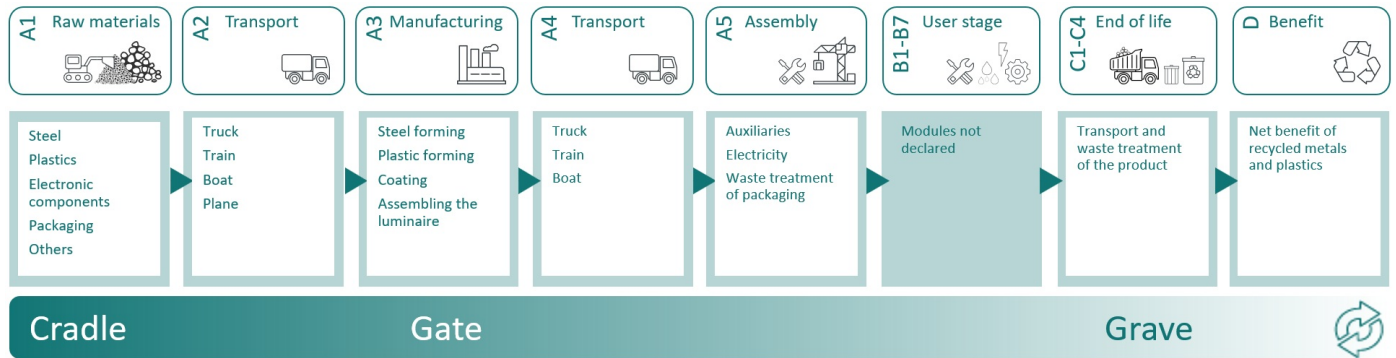 A1 Raw materials
A2 Transport
A3 Manufacturing
A4 Transport
A5 Assembly
B1-B7 User stage
C1-C4 End of life
D Benefit
Steel
Plastics
Electronic
components
Packaging
Others
Truck
Train
Boat
Plane
Steel forming
Plastic forming
Coating
Assembling the
luminaire
Truck
Train
Boat
Auxiliaries
Electricity
Waste treatment
of packaging
Modules not
declared
Transport and
waste treatment
of the product
Net benefit of
recycled metals
and plastics
Cradle
Gate
Grave